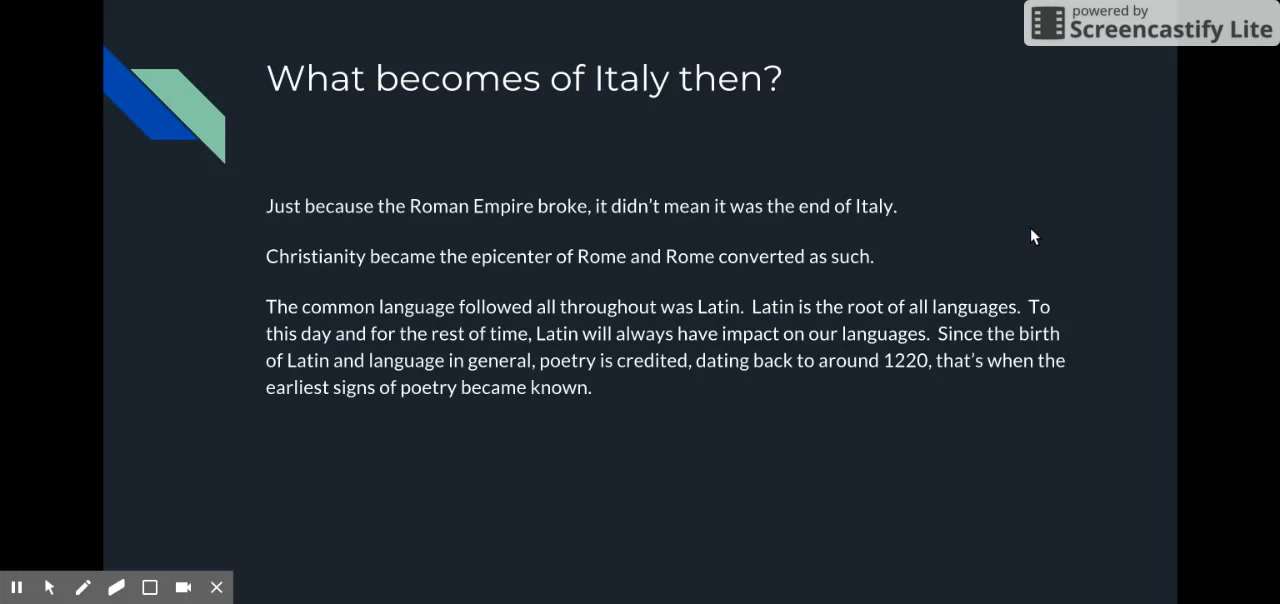 powered by
Screencastify Lite
What becomes of Italy then?
Just because the Roman Empire broke, it didn't mean it was the end of Italy.
Christianity became the epicenter of Rome and Rome converted as such.
The common language followed all throughout was Latin.  Latin is the root of all languages.  To
this day and for the rest of time, Latin will always have impact on our languages.  Since the birth
of Latin and language in general, poetry is credited, dating back to around 1220, that's when the
earliest signs of poetry became known.